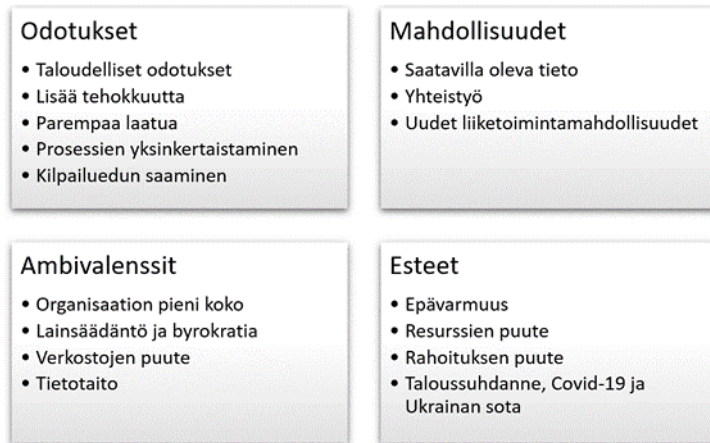 Odotukset
• Taloudelliset odotukset
• Lisää tehokkuutta
• Parempaa laatua
• Prosessien yksinkertaistaminen
• Kilpailuedun saaminen
Mahdollisuudet
• Saatavilla oleva tieto
• Yhteistyö
• Uudet liiketoimintamahdollisuudet
Ambivalenssit
• Organisaation pieni koko
• Lainsäädäntö ja byrokratia
• Verkostojen puute
• Tietotaito
Esteet
• Epävarmuus
• Resurssien puute
• Rahoituksen puute
• Taloussuhdanne, Covid-19 ja
Ukrainan sota